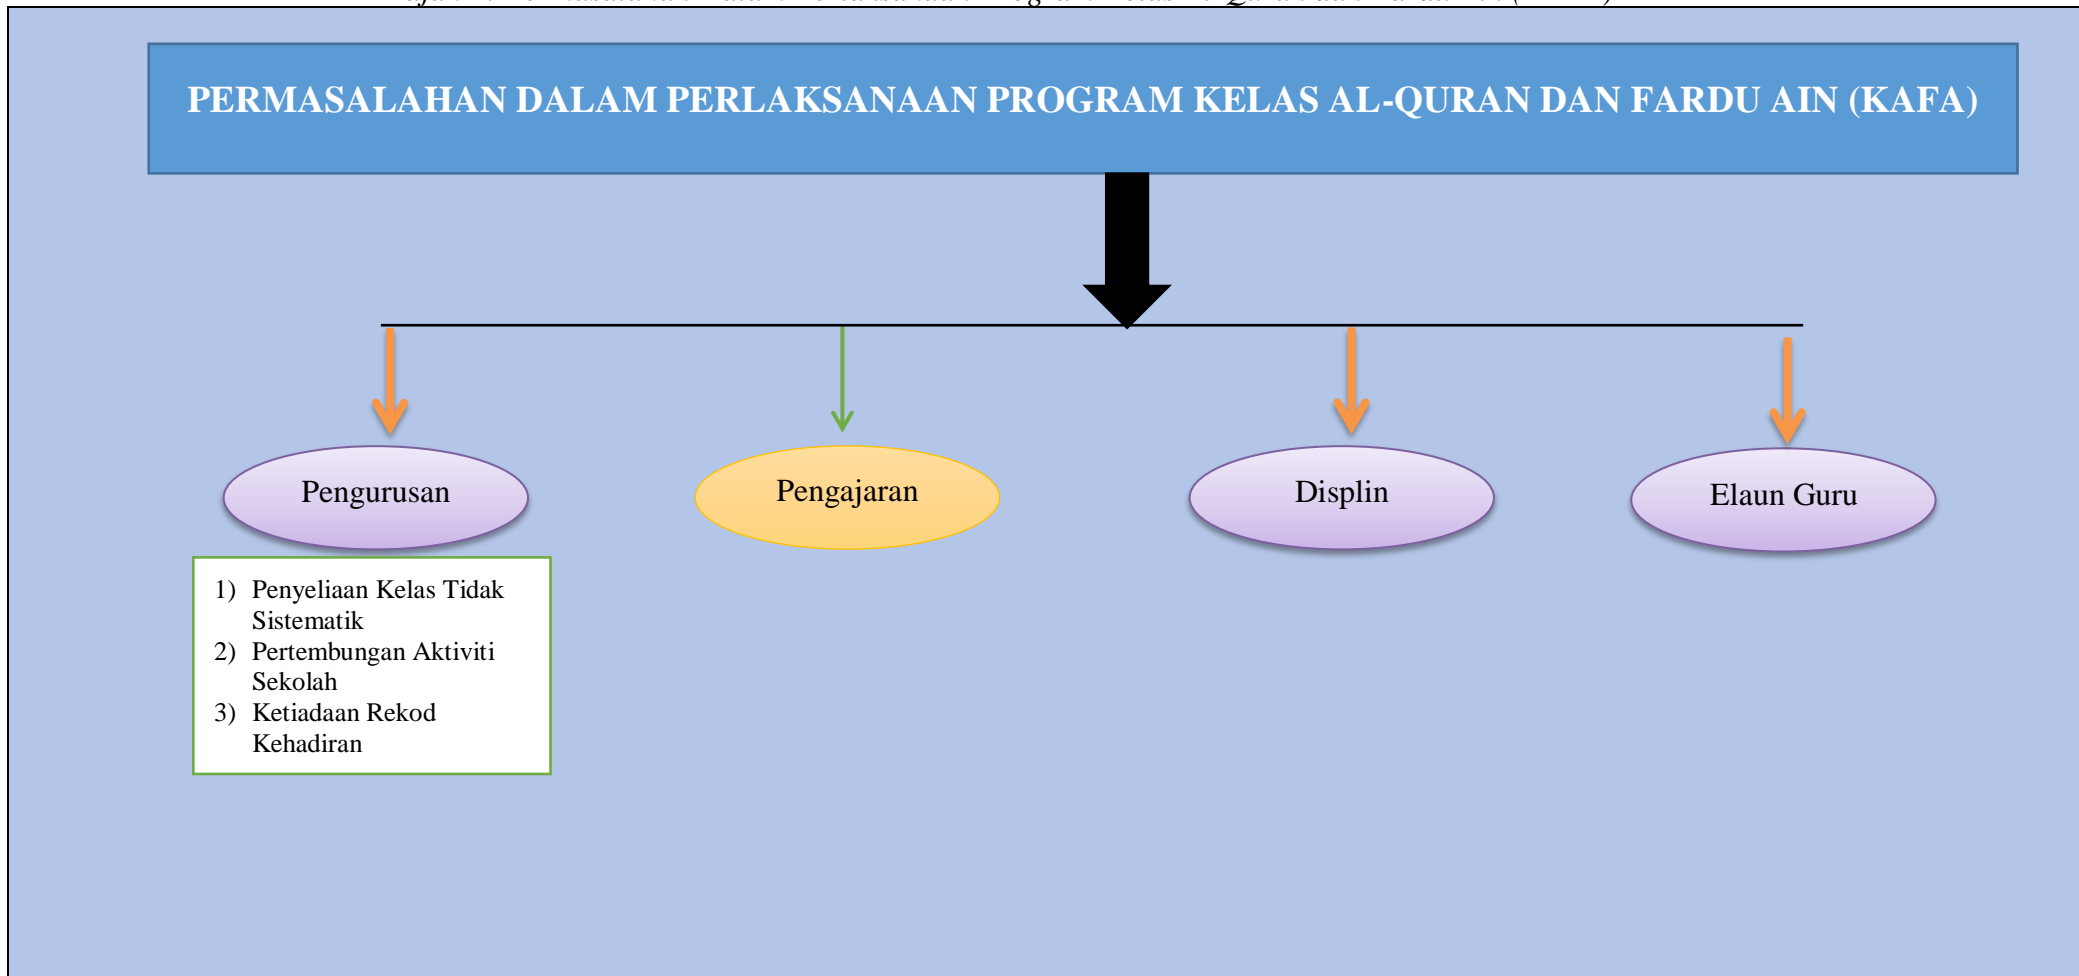 PERMASALAHAN DALAM PERLAKSANAAN PROGRAM KELAS AL-QURAN DAN FARDU AIN (KAFA)
Pengurusan
Pengajaran
Displin
Elaun Guru
1) Penyeliaan Kelas Tidak
Sistematik
2) Pertembungan Aktiviti
Sekolah
3) Ketiadaan Rekod
Kehadiran